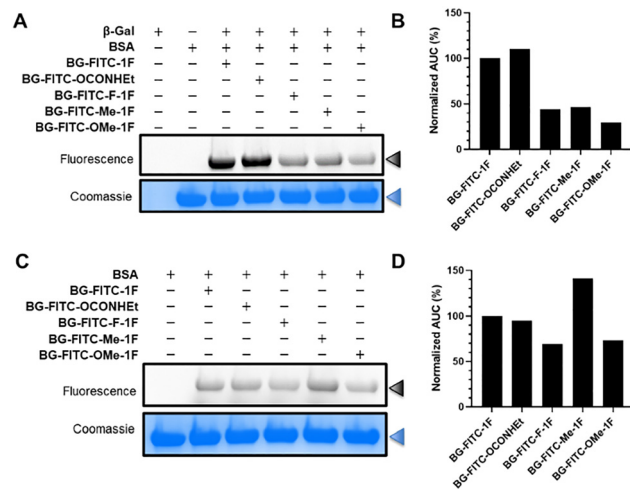 A
β-Gal + − + + + + +
BSA − + + + + + +
BG-FITC-1F − − + − − − −
BG-FITC-OCONHEt − − − + − − −
BG-FITC-F-1F − − − − + − −
BG-FITC-Me-1F − − − − − + −
BG-FITC-OMe-1F − − − − − − +
Fluorescence
Coomassie
B
Normalized AUC (%)
150
100
50
0
BG-FITC-1F
BG-FITC-OCONHEt
BG-FITC-F-1F
BG-FITC-Me-1F
BG-FITC-OMe-1F
C
BSA + + + + + +
BG-FITC-1F − + − − − −
BG-FITC-OCONHEt − − + − − −
BG-FITC-F-1F − − − + − −
BG-FITC-Me-1F − − − − + −
BG-FITC-OMe-1F − − − − − +
Fluorescence
Coomassie
D
Normalized AUC (%)
150
100
50
0
BG-FITC-1F
BG-FITC-OCONHEt
BG-FITC-F-1F
BG-FITC-Me-1F
BG-FITC-OMe-1F